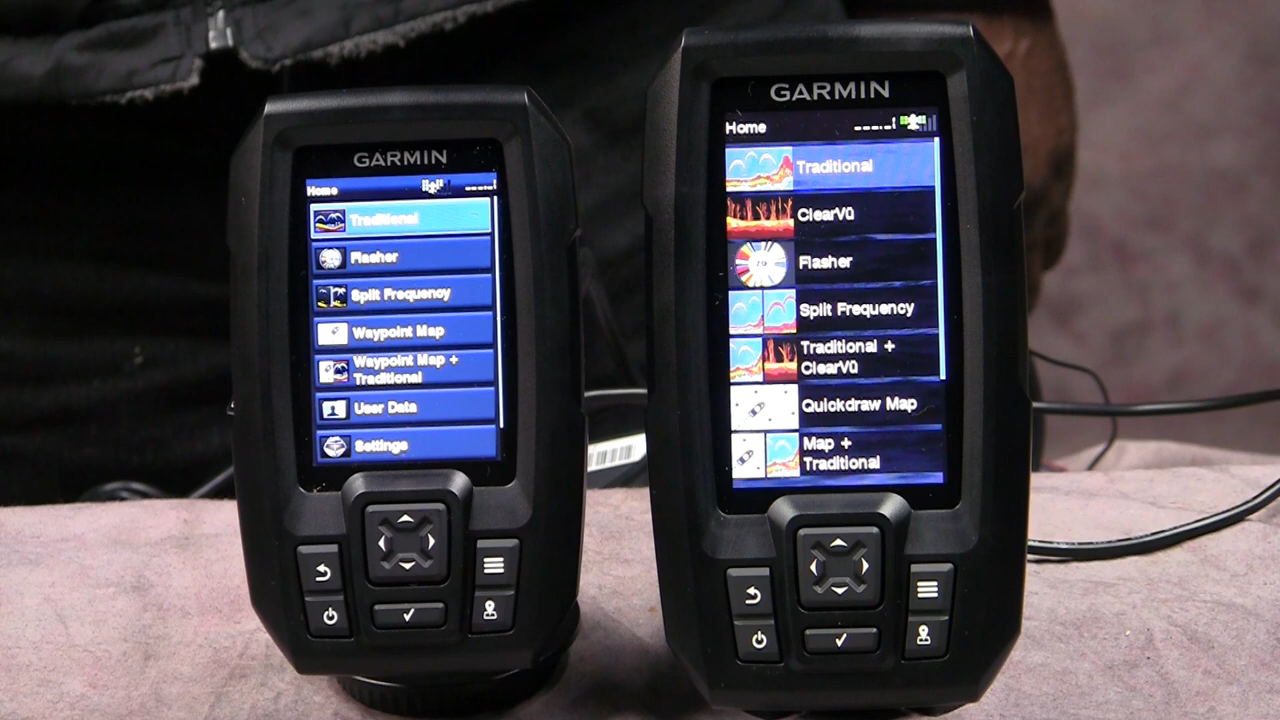 GARMIN
Home
Traditional
Flasher
Split Frequency
Waypoint Map
Waypoint Map +
Traditional
User Data
Settings
GARMIN
Home
Traditional
ClearVü
Flasher
Split Frequency
Traditional +
ClearVü
Quickdraw Map
Map +
Traditional